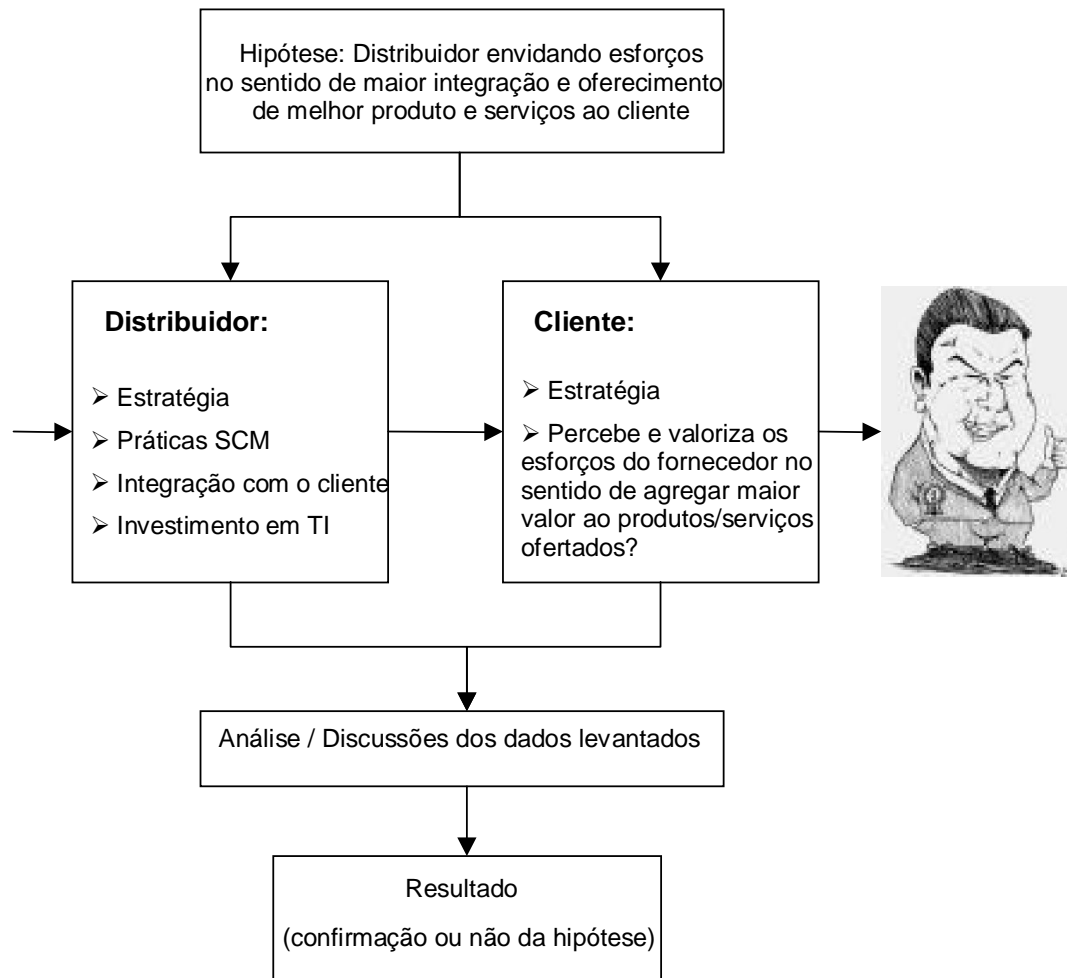 Hipótese: Distribuidor envidando esforços
no sentido de maior integração e oferecimento
de melhor produto e serviços ao cliente
Distribuidor:
➢ Estratégia
➢ Práticas SCM
➢ Integração com o cliente
➢ Investimento em TI
Cliente:
➢ Estratégia
➢ Percebe e valoriza os
esforços do fornecedor no
sentido de agregar maior
valor ao produtos/serviços
ofertados?
Análise / Discussões dos dados levantados
Resultado
(confirmação ou não da hipótese)